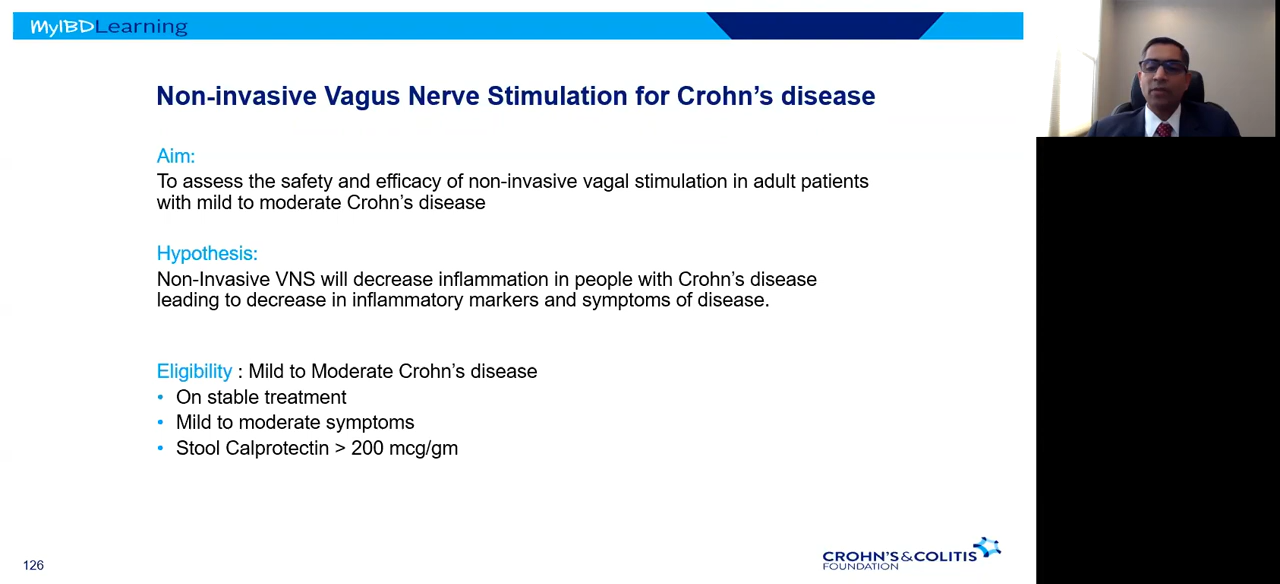 MyIBDLearning
Non-invasive Vagus Nerve Stimulation for Crohn’s disease
Aim:
To assess the safety and efficacy of non-invasive vagal stimulation in adult patients
with mild to moderate Crohn’s disease
Hypothesis:
Non-Invasive VNS will decrease inflammation in people with Crohn’s disease
leading to decrease in inflammatory markers and symptoms of disease.
Eligibility : Mild to Moderate Crohn’s disease
• On stable treatment
• Mild to moderate symptoms
• Stool Calprotectin > 200 mcg/gm
126
CROHN’S & COLITIS
FOUNDATION